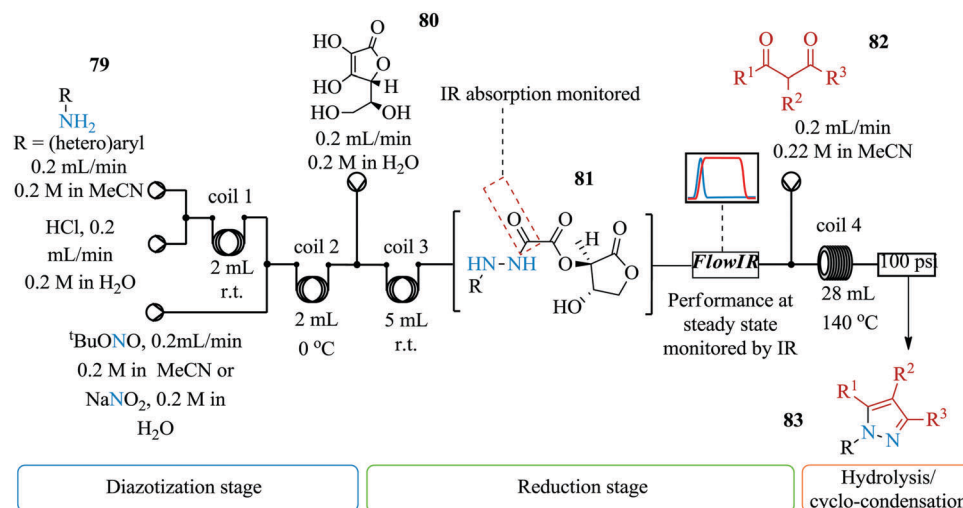 79
R
NH2
R = (hetero)aryl
0.2 mL/min
0.2 M in MeCN
HCl, 0.2
mL/min
0.2 M in H2O
coil 1
2 mL
r.t.
tBuONO, 0.2mL/min
0.2 M in MeCN or
NaNO2, 0.2 M in
H2O
coil 2
2 mL
0 °C
80
HO
O
O
HO
H
HO
OH
0.2 mL/min
0.2 M in H2O
coil 3
5 mL
r.t.
IR absorption monitored
81
O
O
H
O
HN-NH
O
O
R
HO
FlowIR
Performance at
steady state
monitored by IR
82
O
O
R1
R3
R2
0.2 mL/min
0.22 M in MeCN
coil 4
28 mL
140 °C
100 psi
83
R1
R2
R3
N
N
R
Diazotization stage
Reduction stage
Hydrolysis/
cyclo-condensation